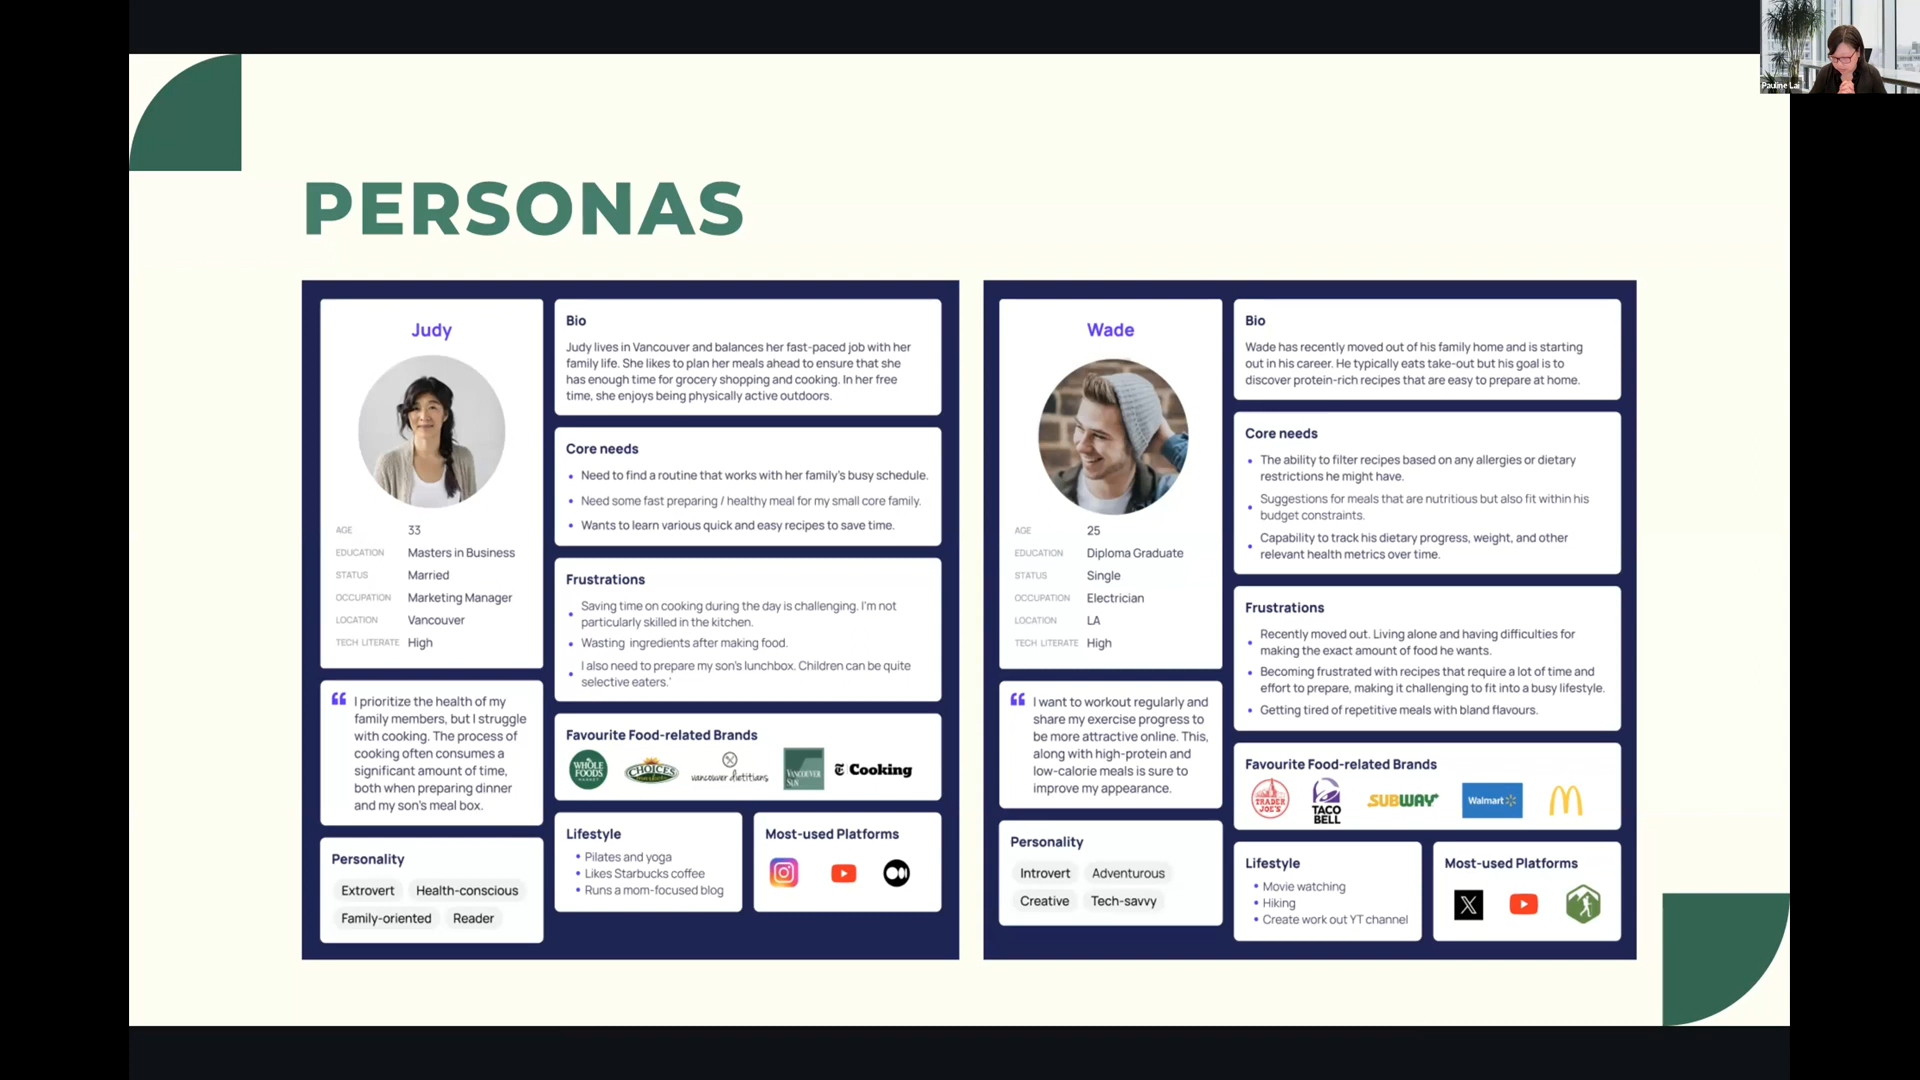 Pauline Lai
PERSONAS
Judy
AGE 33
EDUCATION Masters in Business
STATUS Married
OCCUPATION Marketing Manager
LOCATION Vancouver
TECH LITERATE High
“ I prioritize the health of my
family members, but I struggle
with cooking. The process of
cooking often consumes a
significant amount of time,
both when preparing dinner
and my son's meal box.
Personality
Extrovert Health-conscious
Family-oriented Reader
Bio
Judy lives in Vancouver and balances her fast-paced job with her
family life. She likes to plan her meals ahead to ensure that she
has enough time for grocery shopping and cooking. In her free
time, she enjoys being physically active outdoors.
Core needs
• Need to find a routine that works with her family's busy schedule.
• Need some fast preparing / healthy meal for my small core family.
• Wants to learn various quick and easy recipes to save time.
Frustrations
• Saving time on cooking during the day is challenging. I'm not
particularly skilled in the kitchen.
• Wasting ingredients after making food.
• I also need to prepare my son's lunchbox. Children can be quite
selective eaters.'
Favourite Food-related Brands
WHOLE
FOODS
MARKET
CHOICES
Markets
vancouver dietitians
VANCOUVER
SUN
T Cooking
Lifestyle
• Pilates and yoga
• Likes Starbucks coffee
• Runs a mom-focused blog
Most-used Platforms
Wade
AGE 25
EDUCATION Diploma Graduate
STATUS Single
OCCUPATION Electrician
LOCATION LA
TECH LITERATE High
“ I want to workout regularly and
share my exercise progress to
be more attractive online. This,
along with high-protein and
low-calorie meals is sure to
improve my appearance.
Personality
Introvert Adventurous
Creative Tech-savvy
Bio
Wade has recently moved out of his family home and is starting
out in his career. He typically eats take-out but his goal is to
discover protein-rich recipes that are easy to prepare at home.
Core needs
• The ability to filter recipes based on any allergies or dietary
restrictions he might have.
• Suggestions for meals that are nutritious but also fit within his
budget constraints.
• Capability to track his dietary progress, weight, and other
relevant health metrics over time.
Frustrations
• Recently moved out. Living alone and having difficulties for
making the exact amount of food he wants.
• Becoming frustrated with recipes that require a lot of time and
effort to prepare, making it challenging to fit into a busy lifestyle.
• Getting tired of repetitive meals with bland flavours.
Favourite Food-related Brands
TRADER
JOE'S
TACO
BELL
SUBWAY
Walmart
Lifestyle
• Movie watching
• Hiking
• Create work out YT channel
Most-used Platforms
X